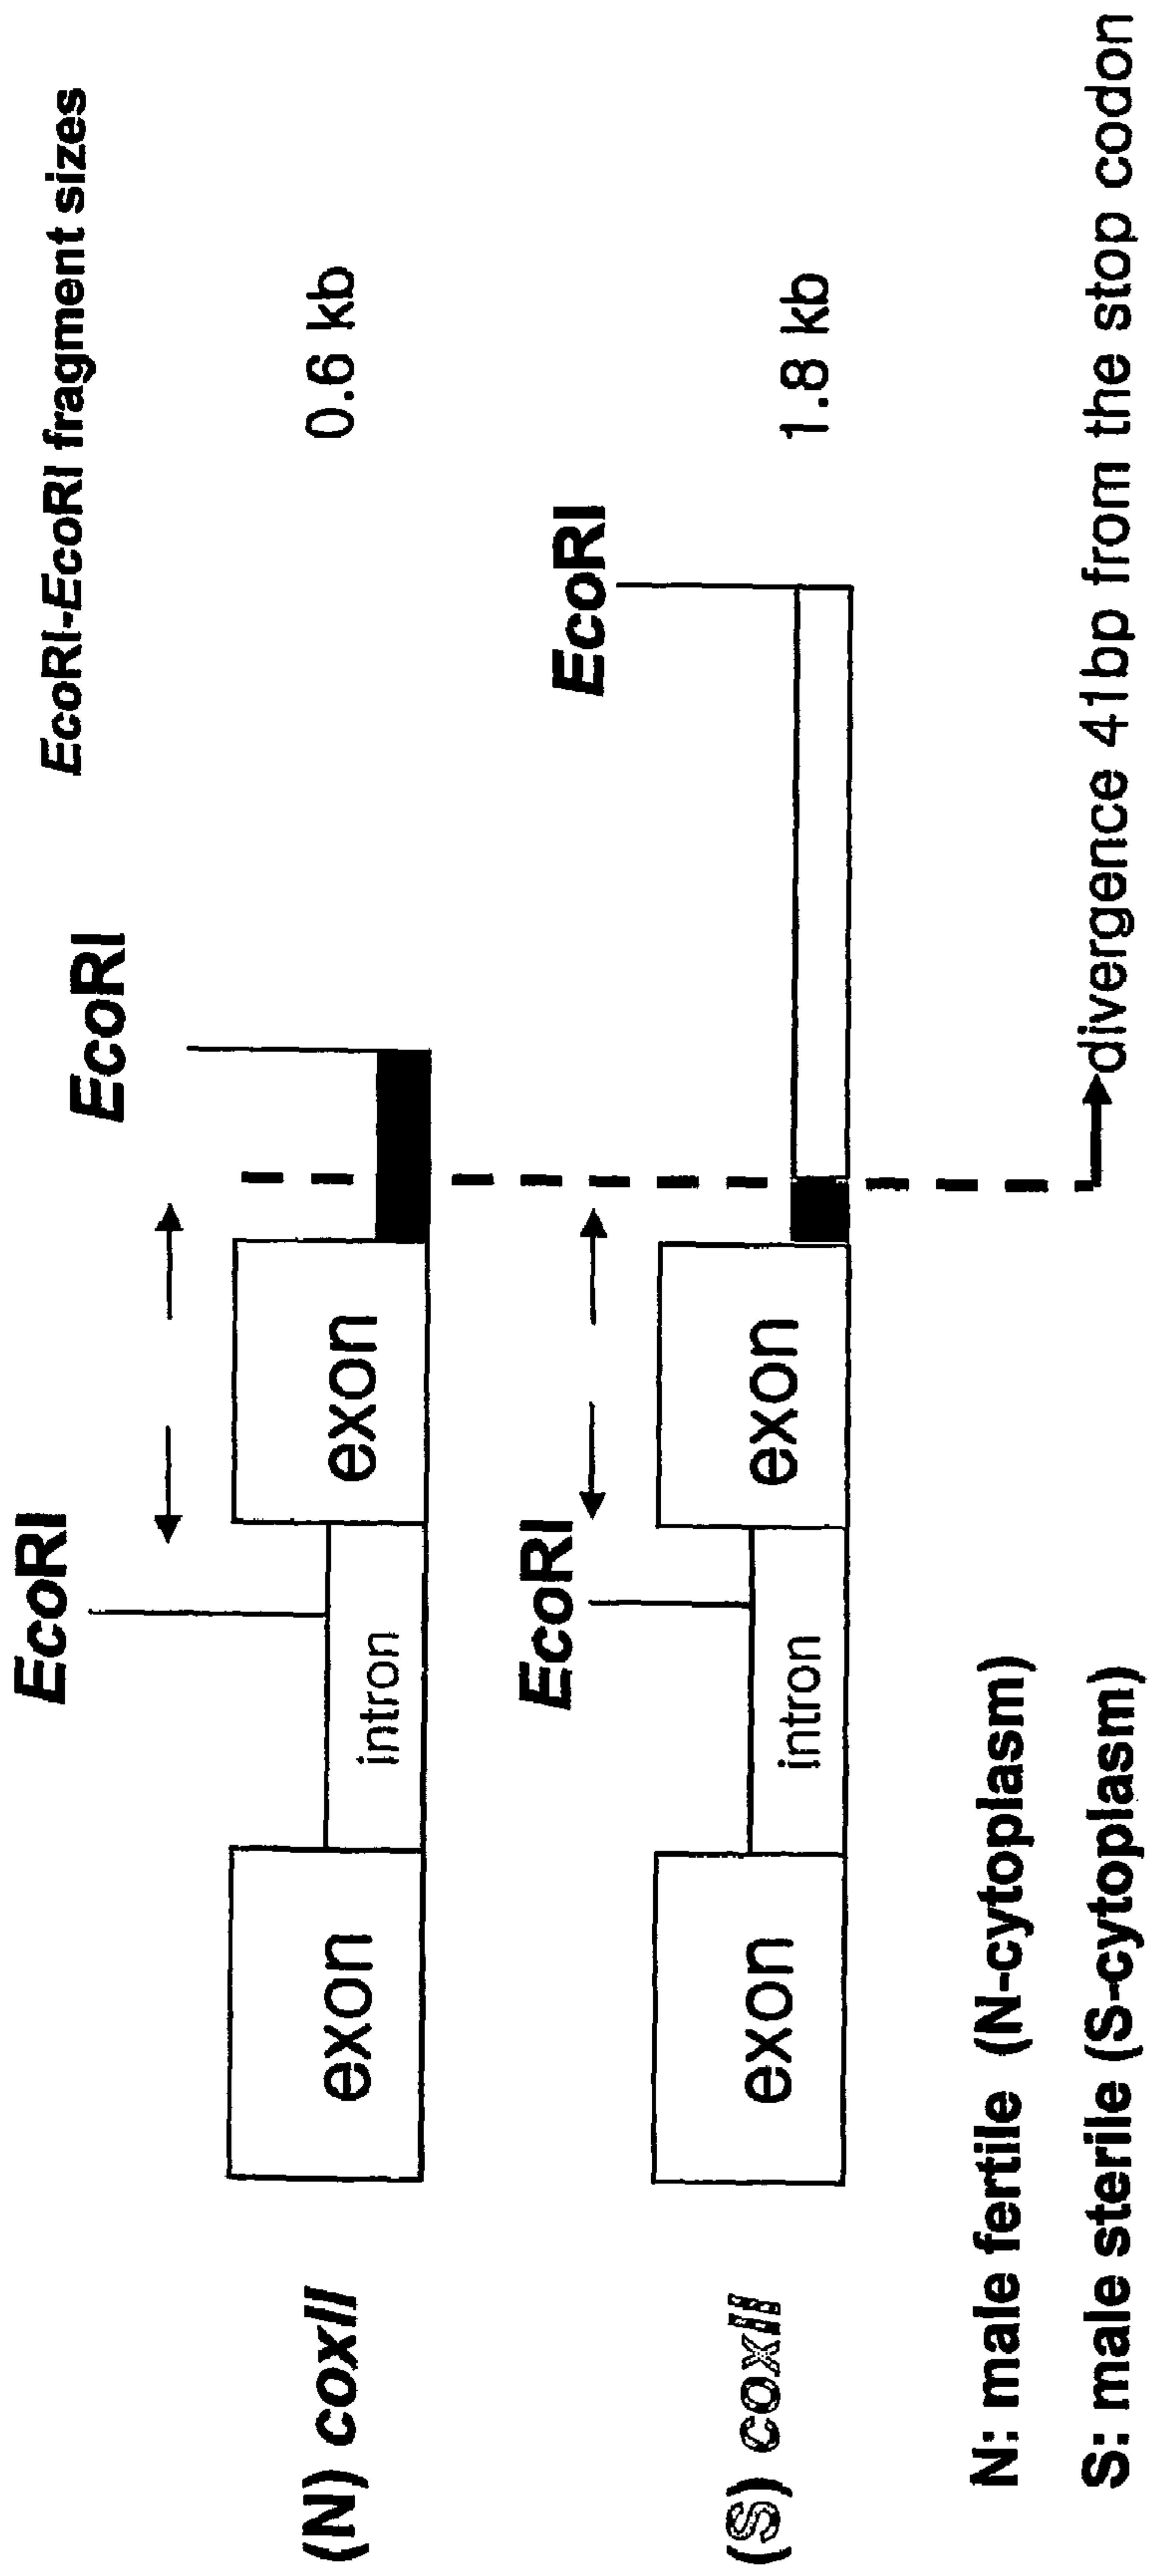 EcoRI-EcoRI fragment sizes
EcoRI
EcoRI
(N) coxII
exon
intron
exon
0.6 kb
EcoRI
EcoRI
(S) coxII
exon
intron
exon
1.8 kb
N: male fertile (N-cytoplasm)
S: male sterile (S-cytoplasm)
divergence 41bp from the stop codon